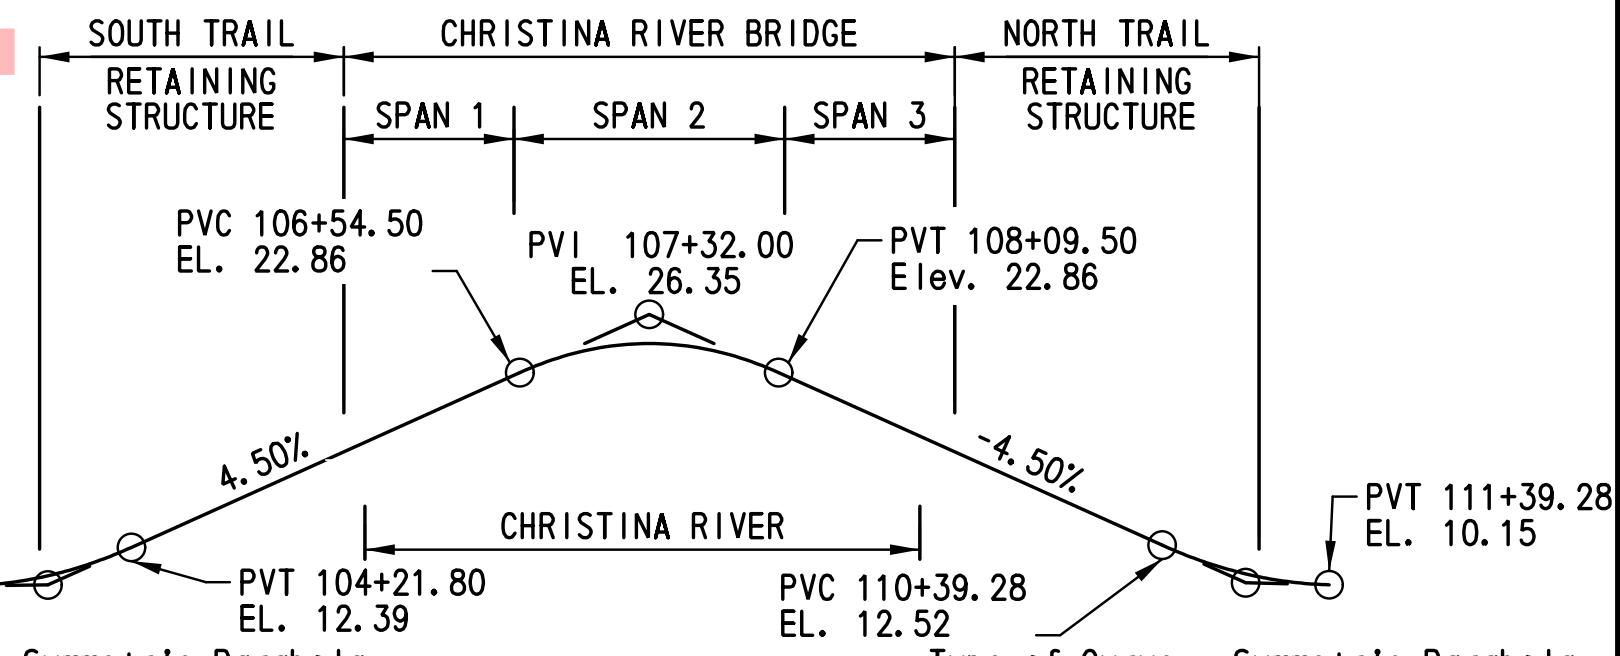 SOUTH TRAIL
RETAINING
STRUCTURE
CHRISTINA RIVER BRIDGE
NORTH TRAIL
RETAINING
STRUCTURE
SPAN 1
SPAN 2
SPAN 3
PVC 106+54.50
EL. 22.86
PVI 107+32.00
EL. 26.35
PVT 108+09.50
Elev. 22.86
4.50%
-4.50%
CHRISTINA RIVER
PVT 104+21.80
EL. 12.39
PVC 110+39.28
EL. 12.52
PVT 111+39.28
EL. 10.15